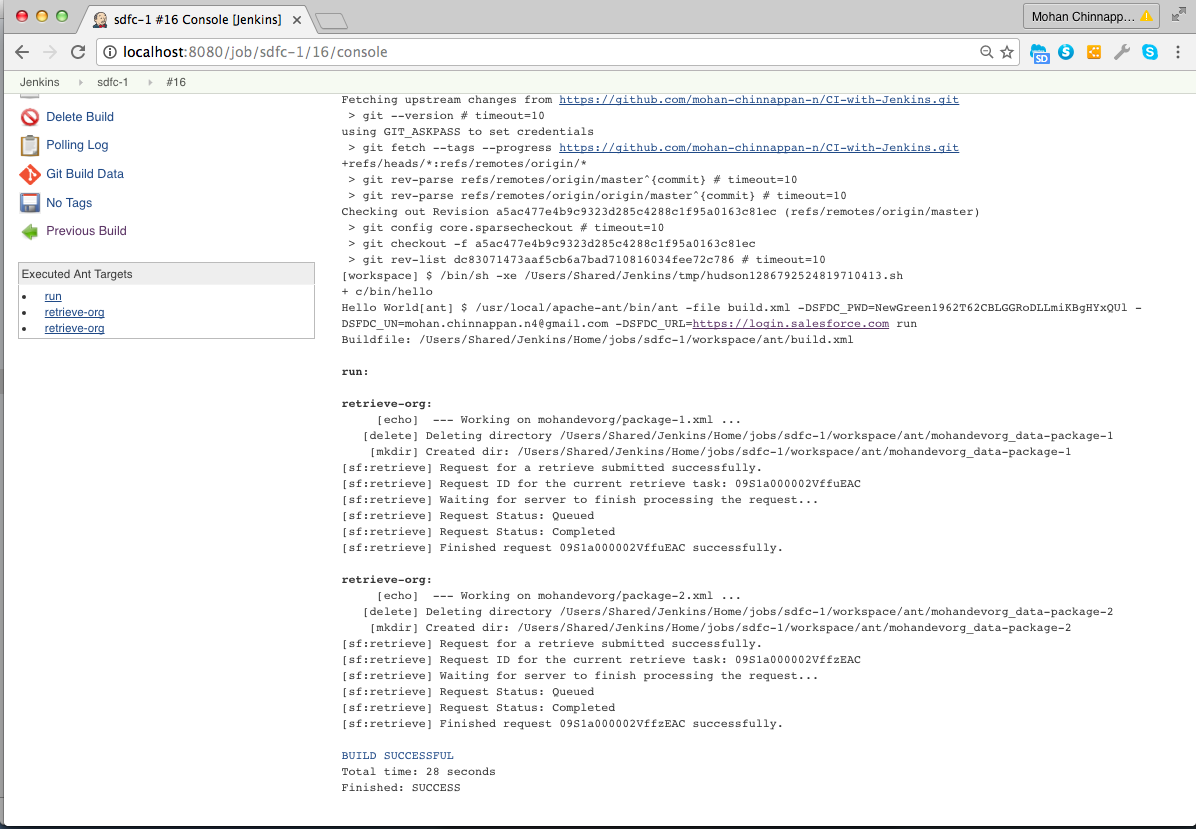 sdfc-1 #16 Console [Jenkins]
Mohan Chinnapp...
localhost:8080/job/sdfc-1/16/console
SD
Jenkins
sdfc-1
#16
Delete Build
Polling Log
Git Build Data
No Tags
Previous Build
Executed Ant Targets
run
retrieve-org
retrieve-org
Fetching upstream changes from https://github.com/mohan-chinnappan-n/CI-with-Jenkins.git
> git --version # timeout=10
using GIT_ASKPASS to set credentials
> git fetch --tags --progress https://github.com/mohan-chinnappan-n/CI-with-Jenkins.git
+refs/heads/*:refs/remotes/origin/*
> git rev-parse refs/remotes/origin/master^{commit} # timeout=10
> git rev-parse refs/remotes/origin/origin/master^{commit} # timeout=10
Checking out Revision a5ac477e4b9c9323d285c4288c1f95a0163c81ec (refs/remotes/origin/master)
> git config core.sparsecheckout # timeout=10
> git checkout -f a5ac477e4b9c9323d285c4288c1f95a0163c81ec
> git rev-list dc83071473aaf5cb6a7bad710816034fee72c786 # timeout=10
[workspace] $ /bin/sh -xe /Users/Shared/Jenkins/tmp/hudson1286792524819710413.sh
+ c/bin/hello
Hello World[ant] $ /usr/local/apache-ant/bin/ant -file build.xml -DSFDC_PWD=NewGreen1962T62CBLGGRoDLLmiKBgHYxQUl -
DSFDC_UN=mohan.chinnappan.n4@gmail.com -DSFDC_URL=https://login.salesforce.com run
Buildfile: /Users/Shared/Jenkins/Home/jobs/sdfc-1/workspace/ant/build.xml
run:
retrieve-org:
[echo]  --- Working on mohandevorg/package-1.xml ...
[delete] Deleting directory /Users/Shared/Jenkins/Home/jobs/sdfc-1/workspace/ant/mohandevorg_data-package-1
[mkdir] Created dir: /Users/Shared/Jenkins/Home/jobs/sdfc-1/workspace/ant/mohandevorg_data-package-1
[sf:retrieve] Request for a retrieve submitted successfully.
[sf:retrieve] Request ID for the current retrieve task: 09S1a000002VffuEAC
[sf:retrieve] Waiting for server to finish processing the request...
[sf:retrieve] Request Status: Queued
[sf:retrieve] Request Status: Completed
[sf:retrieve] Finished request 09S1a000002VffuEAC successfully.
retrieve-org:
[echo]  --- Working on mohandevorg/package-2.xml ...
[delete] Deleting directory /Users/Shared/Jenkins/Home/jobs/sdfc-1/workspace/ant/mohandevorg_data-package-2
[mkdir] Created dir: /Users/Shared/Jenkins/Home/jobs/sdfc-1/workspace/ant/mohandevorg_data-package-2
[sf:retrieve] Request for a retrieve submitted successfully.
[sf:retrieve] Request ID for the current retrieve task: 09S1a000002VffzEAC
[sf:retrieve] Waiting for server to finish processing the request...
[sf:retrieve] Request Status: Queued
[sf:retrieve] Request Status: Completed
[sf:retrieve] Finished request 09S1a000002VffzEAC successfully.
BUILD SUCCESSFUL
Total time: 28 seconds
Finished: SUCCESS